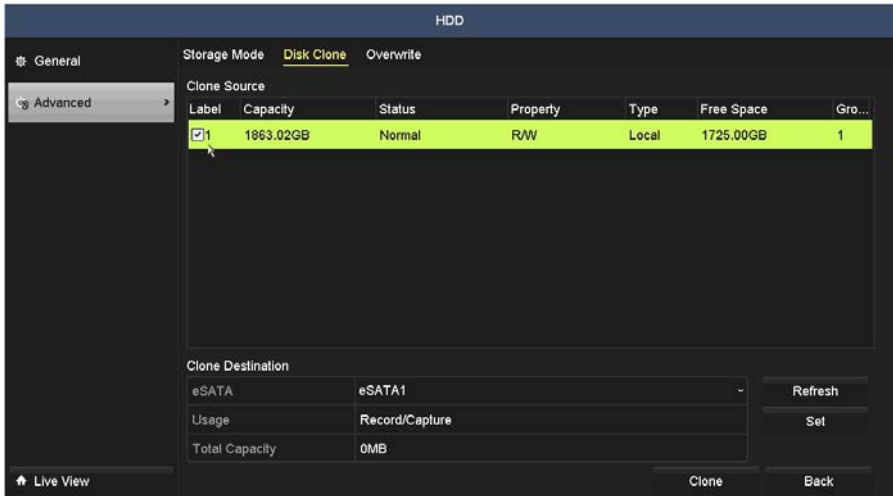 HDD
General
Advanced
Live View
Storage Mode Disk Clone Overwrite
Clone Source
Label Capacity Status Property Type Free Space Gro...
1 1863.02GB Normal R/W Local 1725.00GB 1
Clone Destination
eSATA eSATA1
Usage Record/Capture
Total Capacity 0MB
Refresh
Set
Clone Back